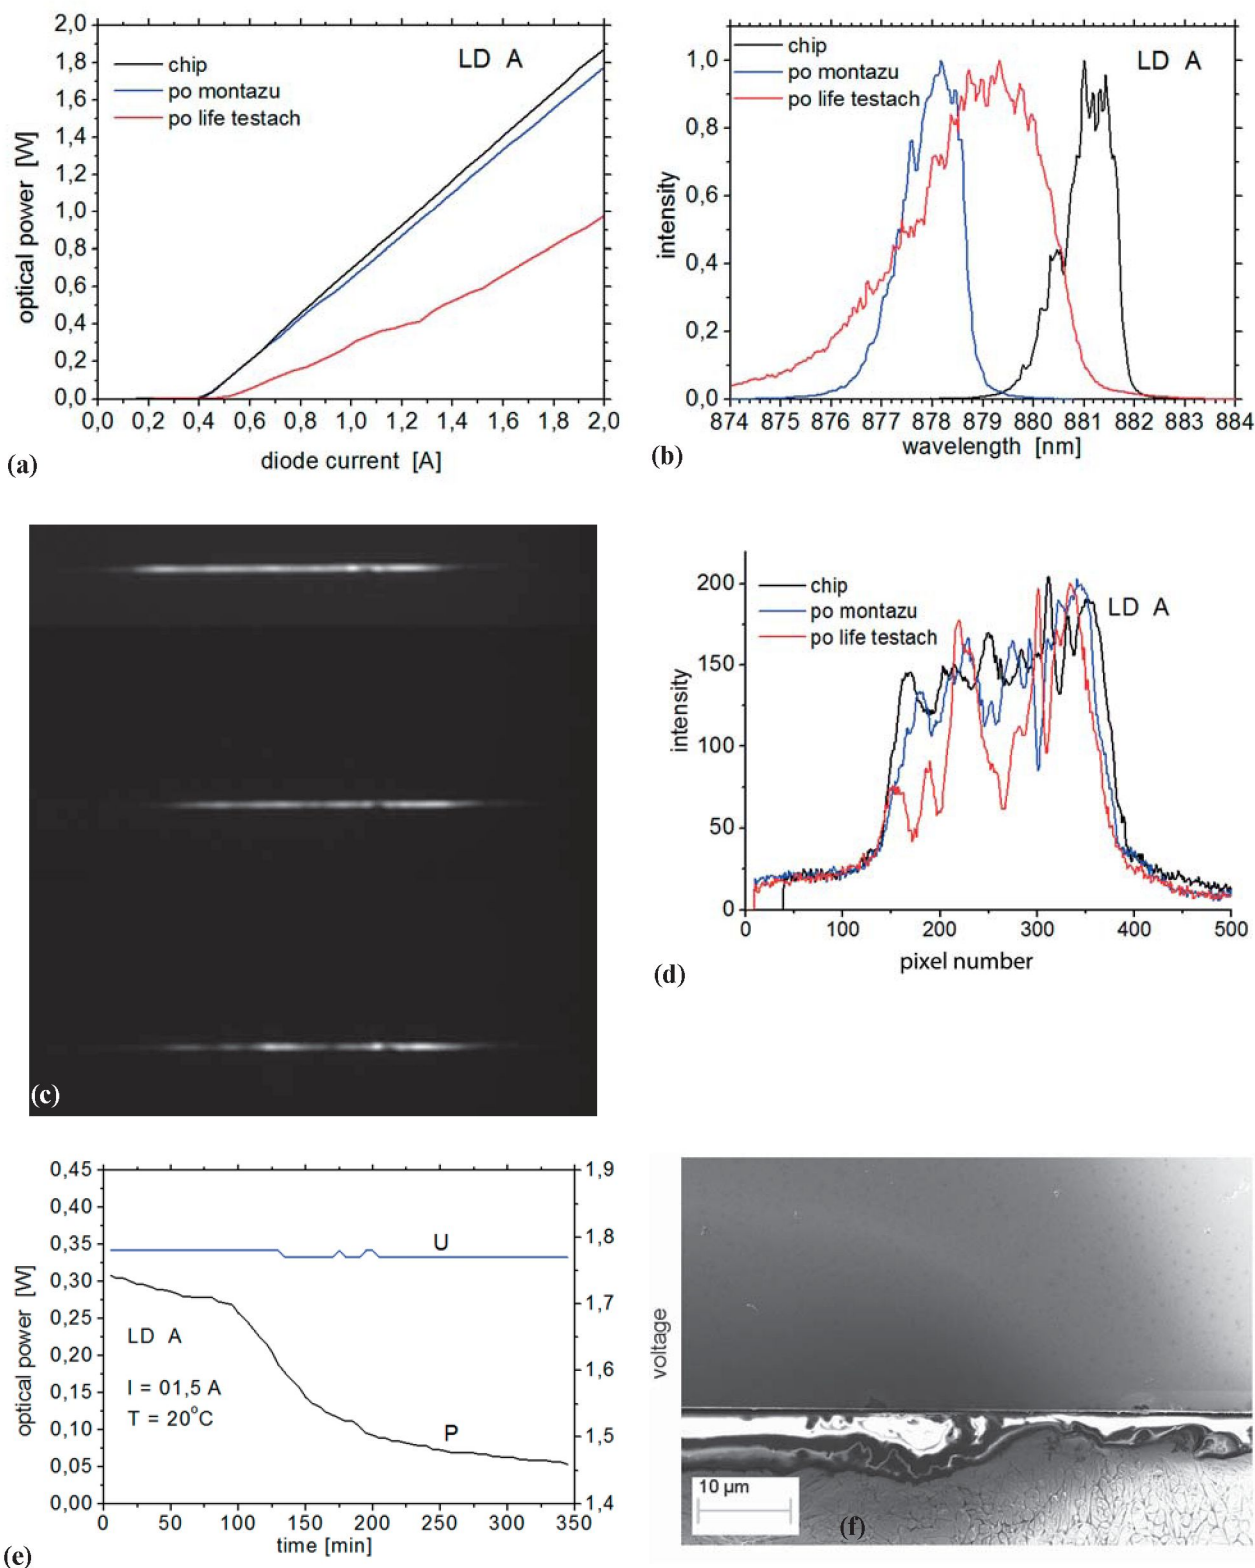 2,0
1,8
1,6
1,4
1,2
1,0
0,8
0,6
0,4
0,2
0,0
optical power [W]
chip
po montazu
po life testach
LD A
0,0 0,2 0,4 0,6 0,8 1,0 1,2 1,4 1,6 1,8 2,0
diode current [A]
(a)
1,0
0,8
0,6
0,4
0,2
0,0
intensity
chip
po montazu
po life testach
LD A
874 875 876 877 878 879 880 881 882 883 884
wavelength [nm]
(b)
(c)
200
150
100
50
0
intensity
chip
po montazu
po life testach
LD A
0 100 200 300 400 500
pixel number
(d)
0,45
0,40
0,35
0,30
0,25
0,20
0,15
0,10
0,05
0,00
optical power [W]
U
LD A
I = 01,5 A
T = 20°C
P
1,9
1,8
1,7
1,6
1,5
1,4
voltage
0 50 100 150 200 250 300 350
time [min]
(e)
10 µm
(f)